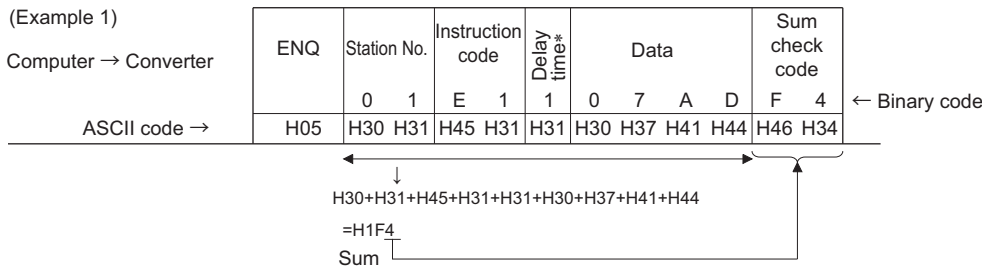 (Example 1)
Computer → Converter
ENQ
Station No.
Instruction
code
Delay
time*
Data
Sum
check
code
0 1 E 1 1 0 7 A D F 4
← Binary code
ASCII code →
H05 H30 H31 H45 H31 H31 H30 H37 H41 H44 H46 H34
↓
H30+H31+H45+H31+H31+H30+H37+H41+H44
=H1F4
Sum